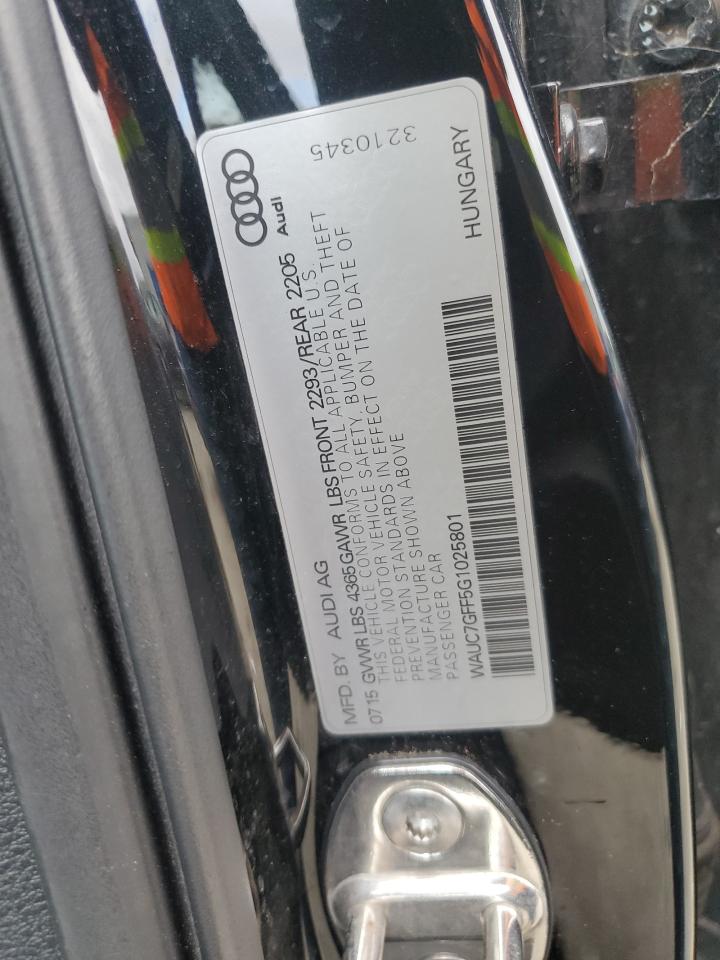 Audi
3210345
MFD. BY AUDI AG
07 15 GVWR LBS 4365 GAWR LBS FRONT 2293/REAR 2205
THIS VEHICLE CONFORMS TO ALL APPLICABLE U.S.
FEDERAL MOTOR VEHICLE SAFETY, BUMPER AND THEFT
PREVENTION STANDARDS IN EFFECT ON THE DATE OF
MANUFACTURE SHOWN ABOVE
PASSENGER CAR
WAUC7GFF5G1025801
HUNGARY